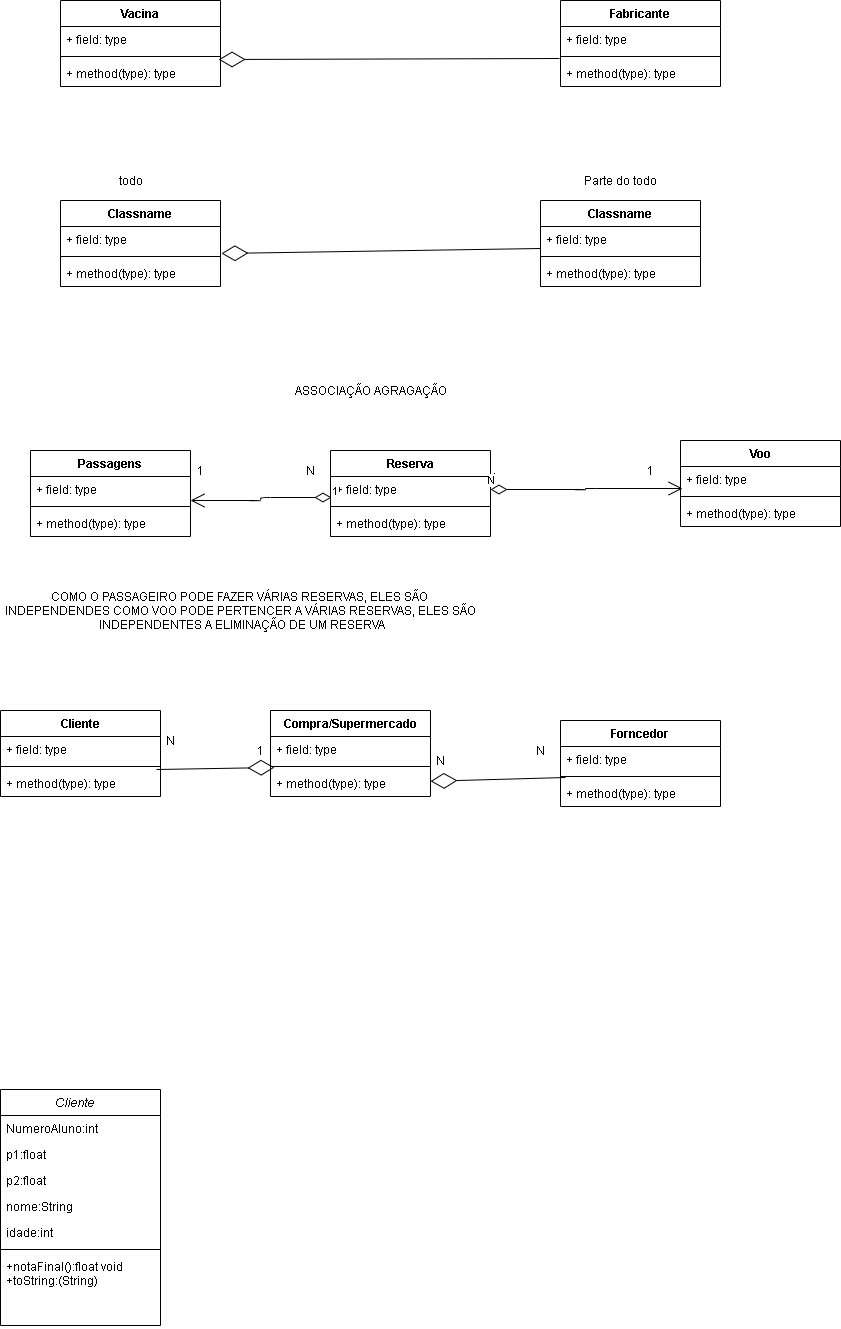 Vacina
+ field: type
+ method(type): type
Fabricante
+ field: type
+ method(type): type
todo
Parte do todo
Classname
+ field: type
+ method(type): type
Classname
+ field: type
+ method(type): type
ASSOCIAÇÃO AGRAGAÇÃO
Passagens
+ field: type
+ method(type): type
1
N
Reserva
1
+ field: type
+ method(type): type
N
1
Voo
+ field: type
+ method(type): type
COMO O PASSAGEIRO PODE FAZER VÁRIAS RESERVAS, ELES SÃO
INDEPENDENDES COMO VOO PODE PERTENCER A VÁRIAS RESERVAS, ELES SÃO
INDEPENDENTES A ELIMINAÇÃO DE UM RESERVA
Cliente
+ field: type
+ method(type): type
N
1
Compra/Supermercado
+ field: type
+ method(type): type
N
N
Forncedor
+ field: type
+ method(type): type
Cliente
NumeroAluno:int
p1:float
p2:float
nome:String
idade:int
+notaFinal():float void
+toString:(String)